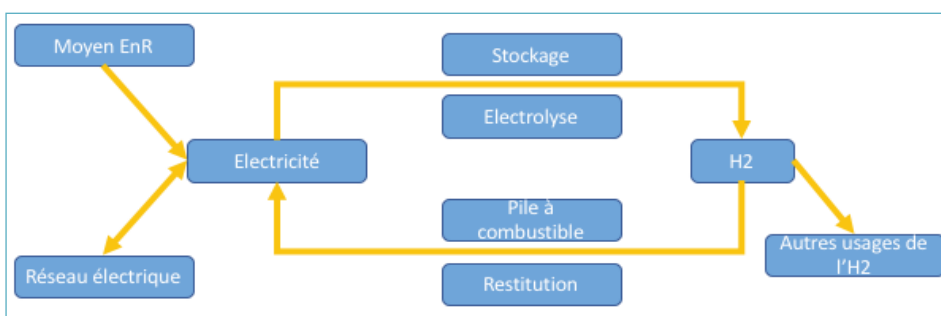 Moyen EnR
Stockage
Electrolyse
Electricité
H2
Pile à
combustible
Autres usages de
l'H2
Réseau électrique
Restitution